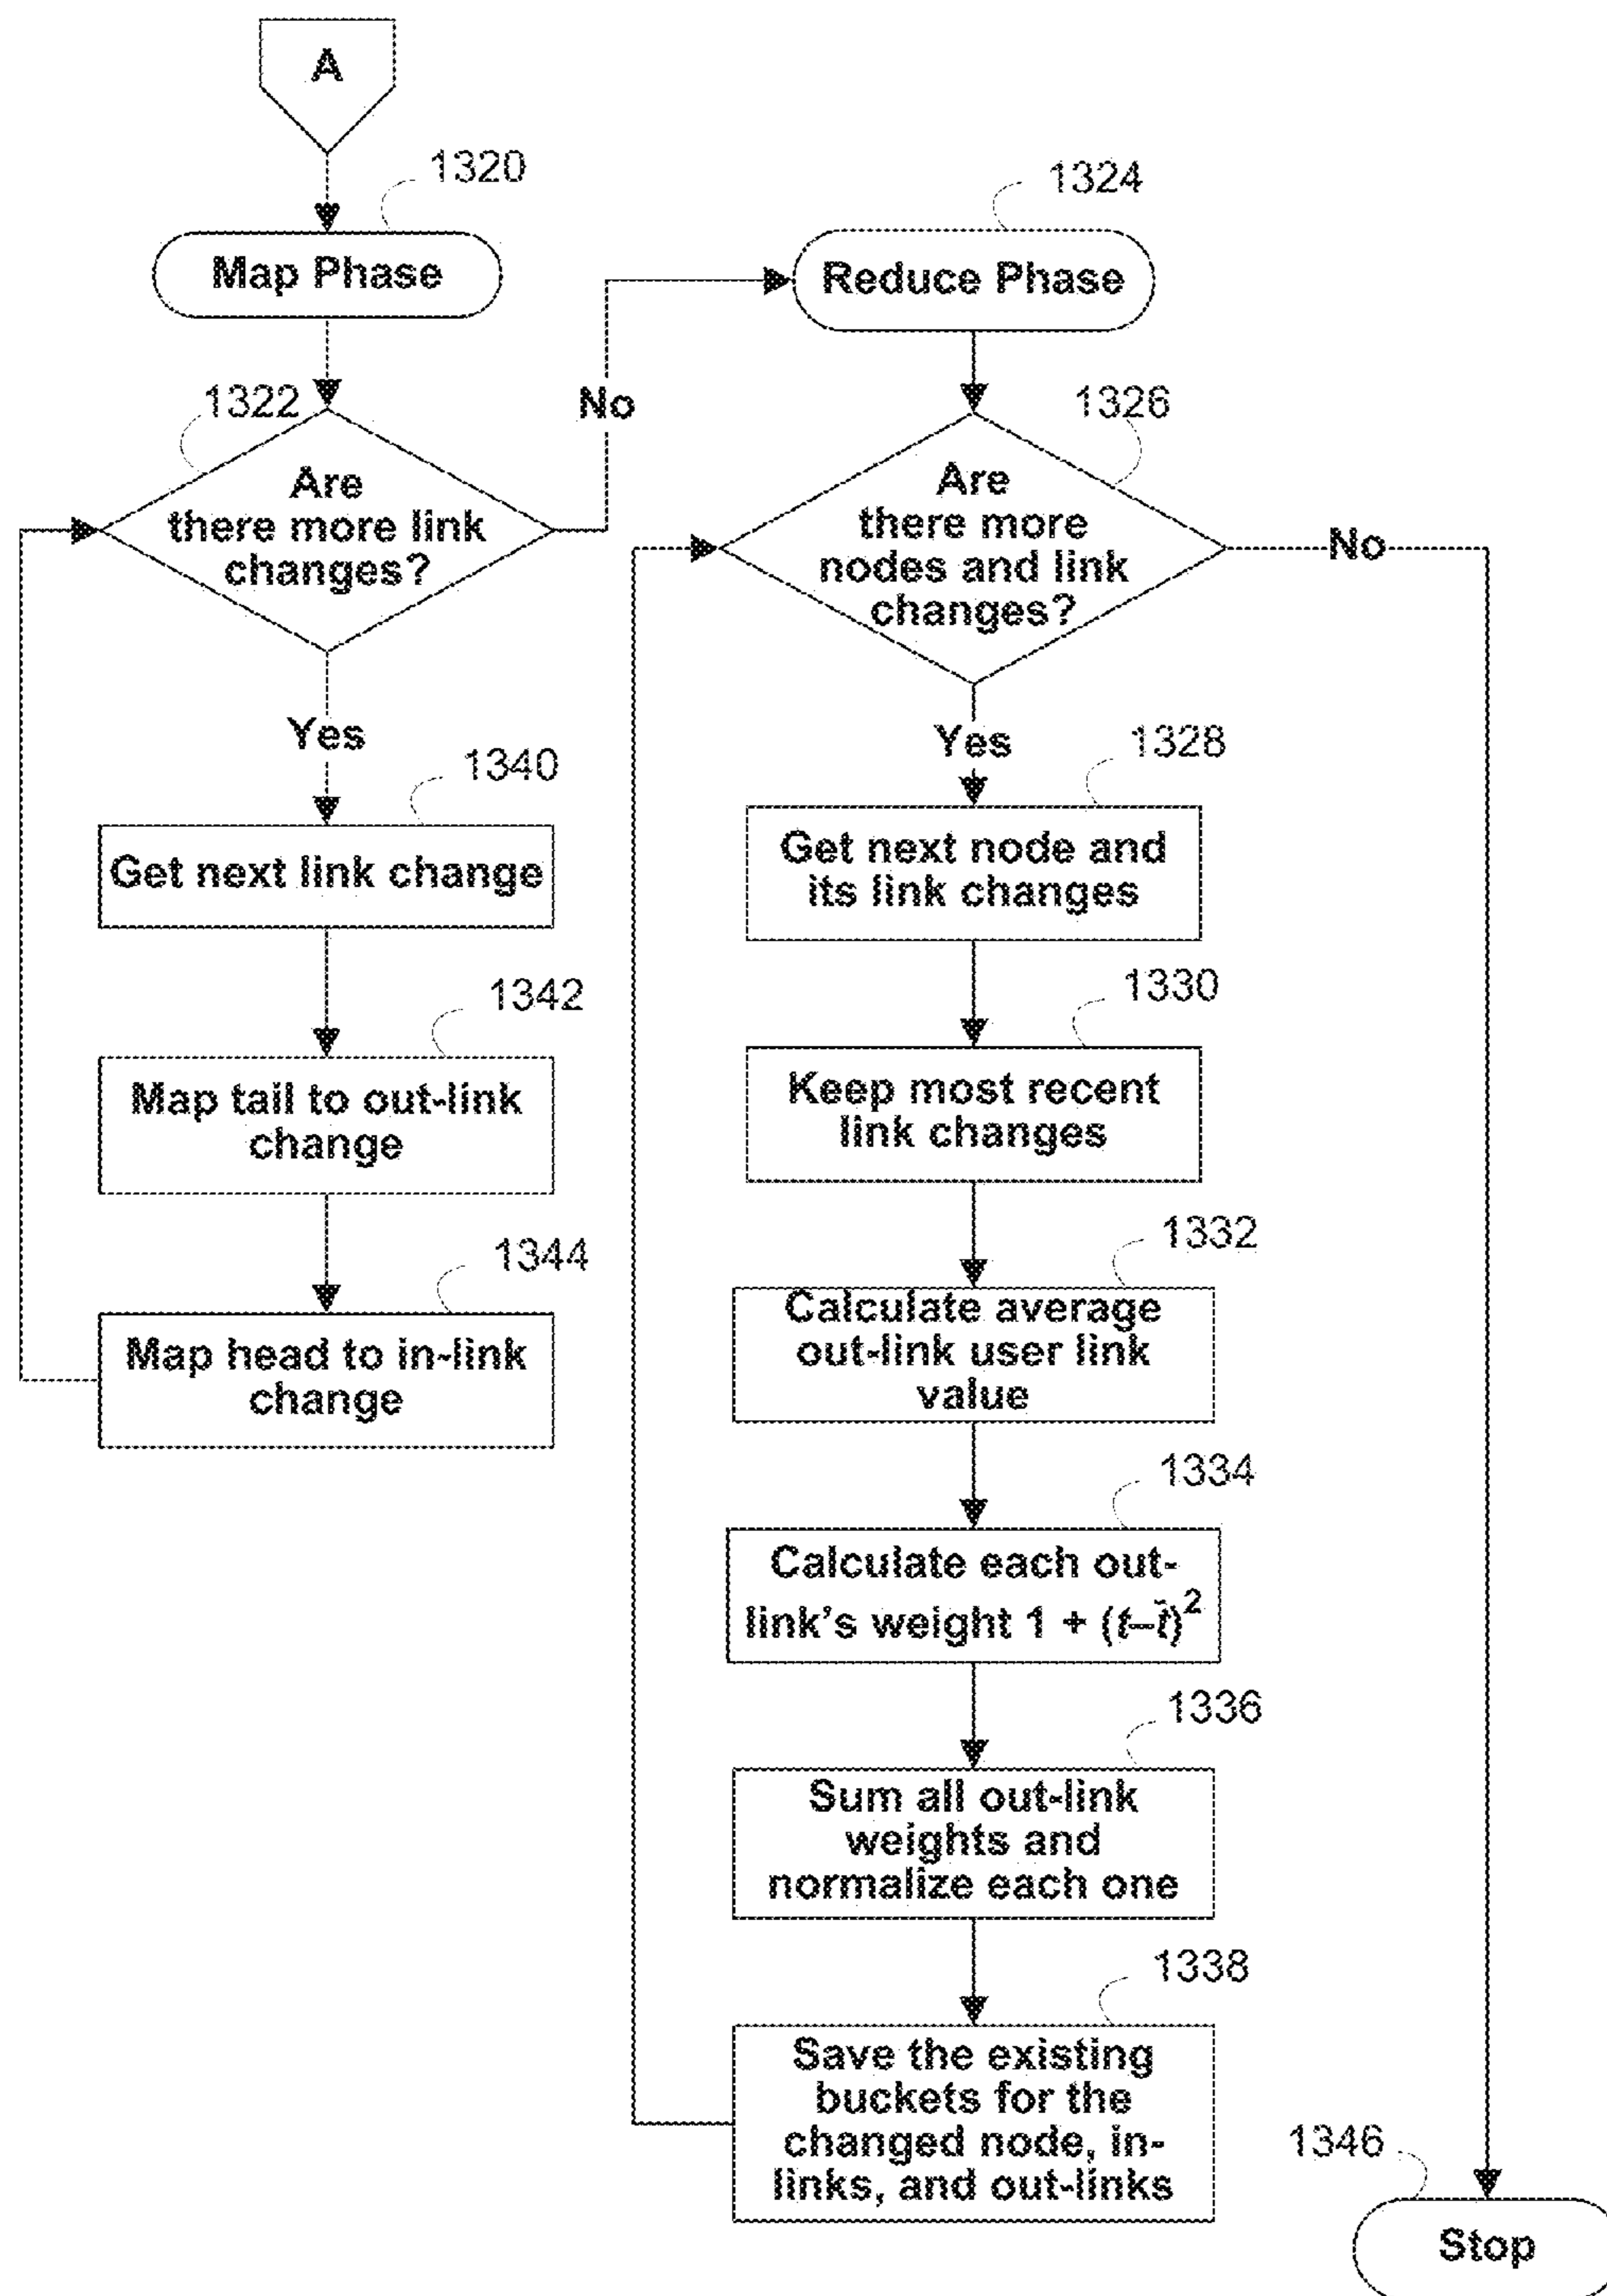 A
1320
Map Phase
1322
Are
there more link
changes?
No
Yes
1340
Get next link change
1342
Map tail to out-link
change
1344
Map head to in-link
change
1324
Reduce Phase
1326
Are
there more
nodes and link
changes?
No
Yes
1328
Get next node and
its link changes
1330
Keep most recent
link changes
1332
Calculate average
out-link user link
value
1334
Calculate each out-
link's weight 1 + (t–t̄)²
1336
Sum all out-link
weights and
normalize each one
1338
Save the existing
buckets for the
changed node, in-
links, and out-links
1346
Stop